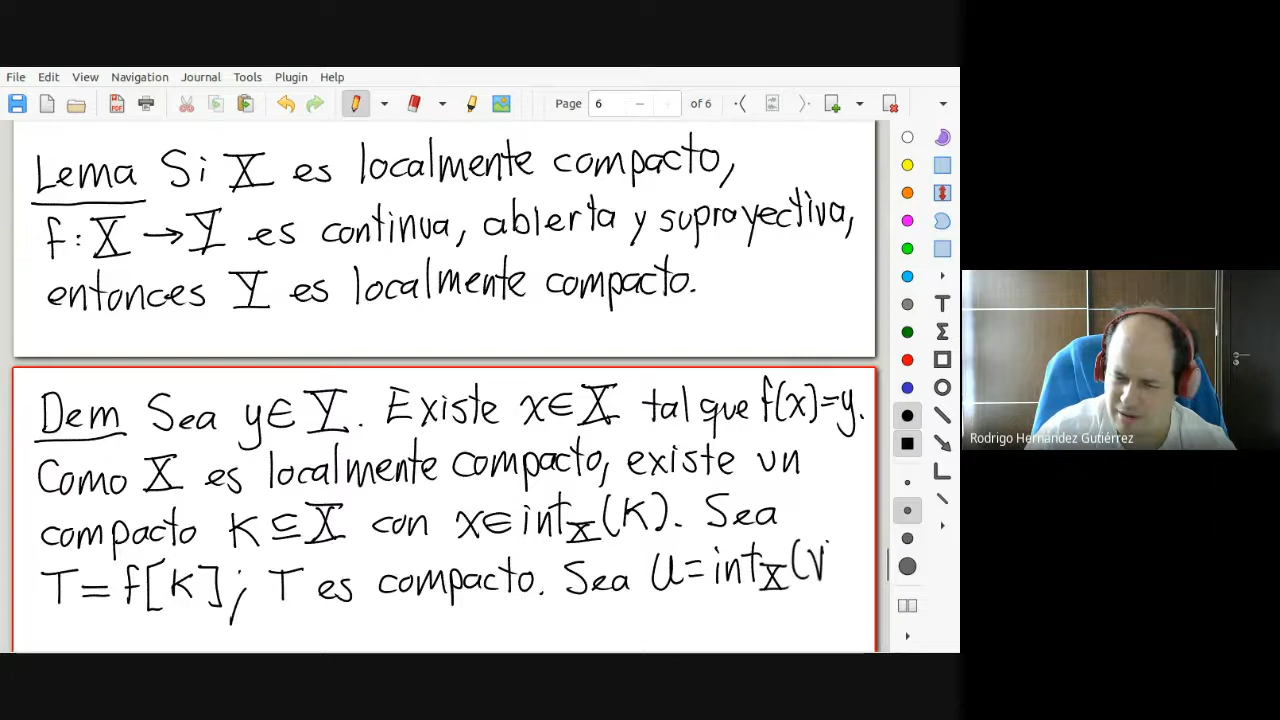 File Edit View Navigation Journal Tools Plugin Help
Page 6 of 6
Lema Si X es localmente compacto,
f: X → Y es continua, abierta y suprayectiva,
entonces Y es localmente compacto.
Dem Sea y ∈ Y. Existe x ∈ X tal que f(x)=y.
Como X es localmente compacto, existe un
compacto K ⊆ X con x ∈ int_X(K). Sea
T = f[K]; T es compacto. Sea U = int_X(
Rodrigo Hernández Gutiérrez